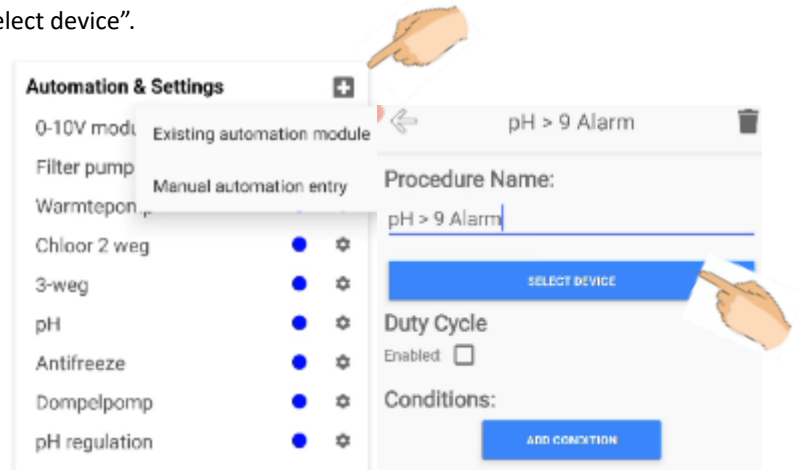 elect device”.
Automation & Settings
0-10V modu
Existing automation module
Filter pump
Manual automation entry
Warmtepomp
Chloor 2 weg
3-weg
pH
Antifreeze
Dompelpomp
pH regulation
pH > 9 Alarm
Procedure Name:
pH > 9 Alarm
SELECT DEVICE
Duty Cycle
Enabled:
Conditions:
ADD CONDITION